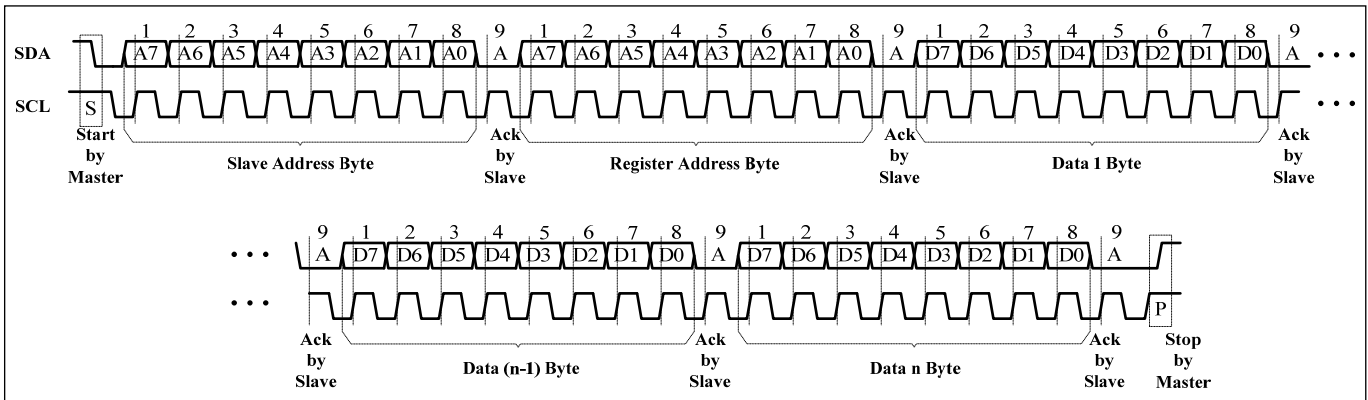 1 2 3 4 5 6 7 8 9 1 2 3 4 5 6 7 8 9 1 2 3 4 5 6 7 8 9
SDA A7 A6 A5 A4 A3 A2 A1 A0 A A7 A6 A5 A4 A3 A2 A1 A0 A D7 D6 D5 D4 D3 D2 D1 D0 A • • •
SCL S • • •
Start by Master
Slave Address Byte
Ack by Slave
Register Address Byte
Ack by Slave
Data 1 Byte
Ack by Slave
9 1 2 3 4 5 6 7 8 9 1 2 3 4 5 6 7 8 9
• • • A D7 D6 D5 D4 D3 D2 D1 D0 A D7 D6 D5 D4 D3 D2 D1 D0 A
• • • P
Ack by Slave
Data (n-1) Byte
Ack by Slave
Data n Byte
Ack by Slave
Stop by Master